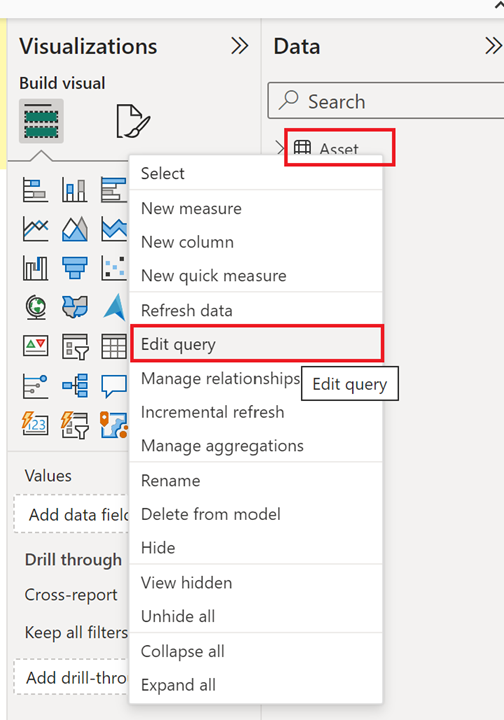 Visualizations
Data
Build visual
Search
Asset
Select
New measure
New column
New quick measure
Refresh data
Edit query
Manage relationships
Edit query
Incremental refresh
Manage aggregations
Rename
Delete from model
Hide
View hidden
Unhide all
Collapse all
Expand all
123
Values
Add data field
Drill through
Cross-report
Keep all filters
Add drill-thro